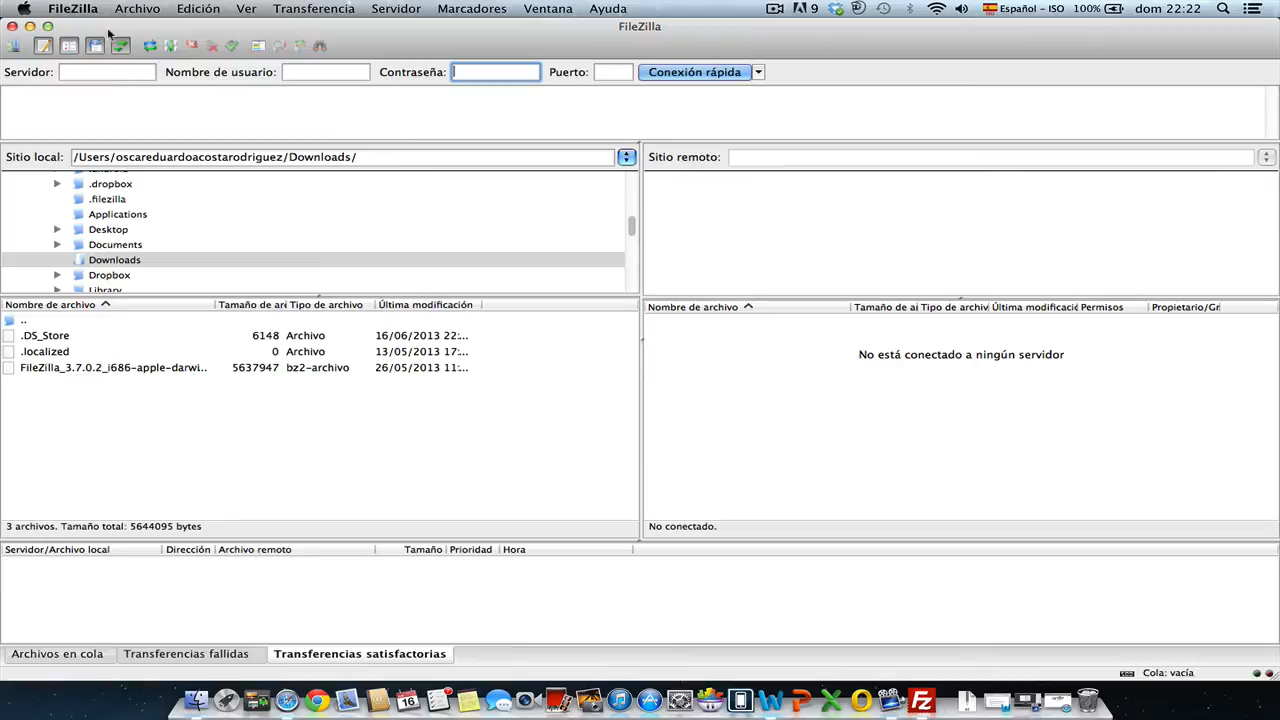 FileZilla Archivo Edición Ver Transferencia Servidor Marcadores Ventana Ayuda 9 Español - ISO 100% dom 22:22
FileZilla
Servidor: Nombre de usuario: Contraseña: Puerto: Conexión rápida
Sitio local: /Users/oscareduardoacostarodriguez/Downloads/
.dropbox
.filezilla
Applications
Desktop
Documents
Downloads
Dropbox
Library
Nombre de archivo Tamaño de ar Tipo de archivo Última modificación
..
.DS_Store 6148 Archivo 16/06/2013 22:...
.localized 0 Archivo 13/05/2013 17:...
FileZilla_3.7.0.2_i686-apple-darwi... 5637947 bz2-archivo 26/05/2013 11:...
3 archivos. Tamaño total: 5644095 bytes
Sitio remoto:
Nombre de archivo Tamaño de ar Tipo de archiv Última modificació Permisos Propietario/Gr
No está conectado a ningún servidor
No conectado.
Servidor/Archivo local Dirección Archivo remoto Tamaño Prioridad Hora
Archivos en cola Transferencias fallidas Transferencias satisfactorias
Cola: vacía